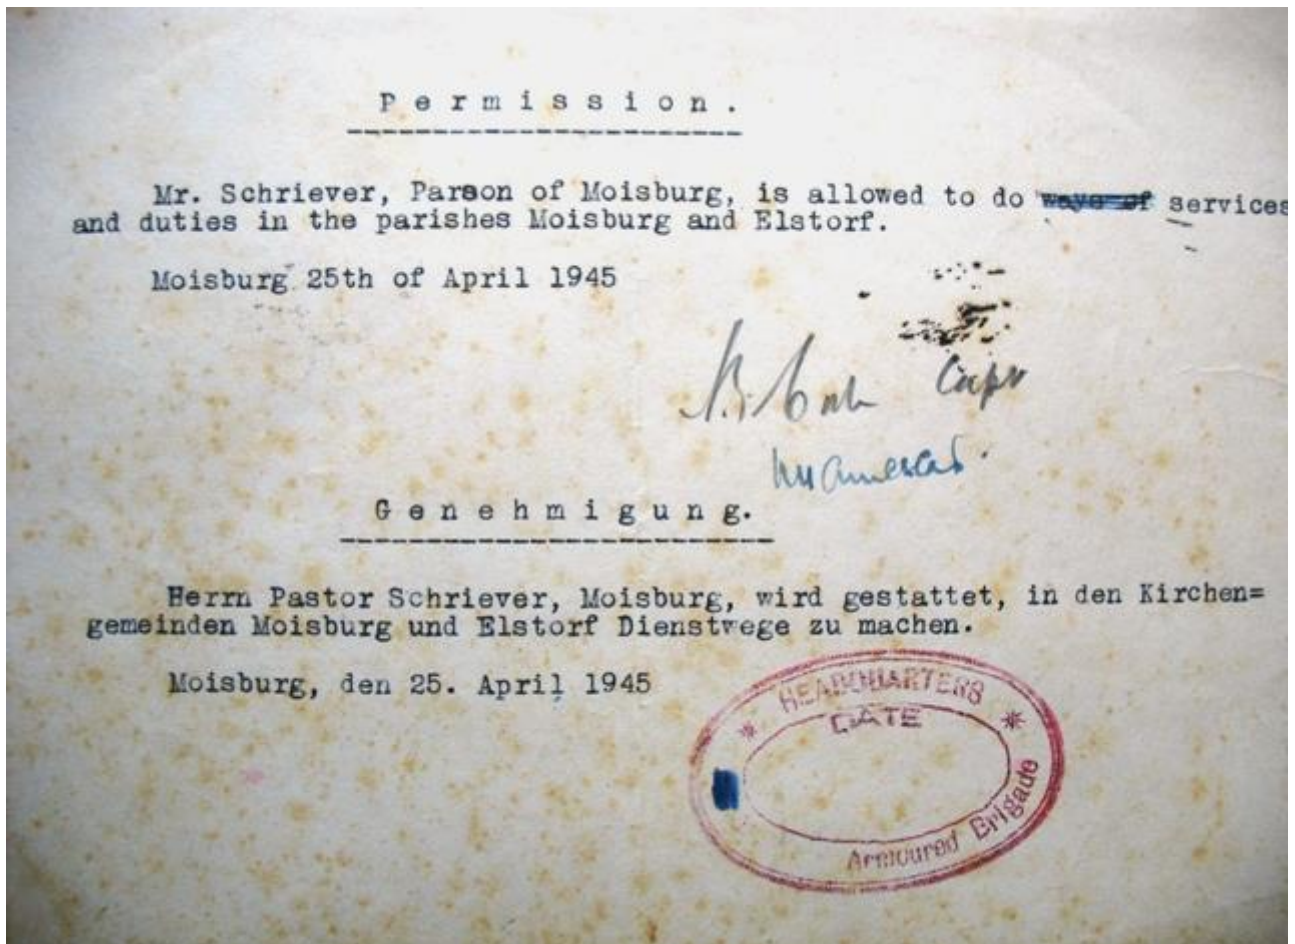 Permission.
Mr. Schriever, Parson of Moisburg, is allowed to do ways of services
and duties in the parishes Moisburg and Elstorf.
Moisburg 25th of April 1945
Capt
Genehmigung.
Herrn Pastor Schriever, Moisburg, wird gestattet, in den Kirchen=
gemeinden Moisburg und Elstorf Dienstwege zu machen.
Moisburg, den 25. April 1945
HEADQUARTERS
DATE
Armoured Brigade